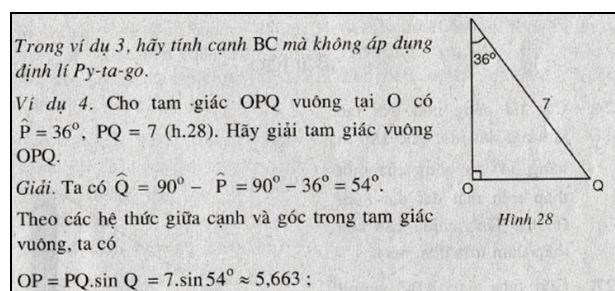 Trong ví dụ 3, hãy tính cạnh BC mà không áp dụng
định lí Py-ta-go.
Ví dụ 4. Cho tam giác OPQ vuông tại O có
P̂ = 36°, PQ = 7 (h.28). Hãy giải tam giác vuông
OPQ.
Giải. Ta có Q̂ = 90° − P̂ = 90° − 36° = 54°.
Theo các hệ thức giữa cạnh và góc trong tam giác
vuông, ta có
OP = PQ.sin Q = 7.sin54° ≈ 5,663 ;
36°
7
O
Q
Hình 28